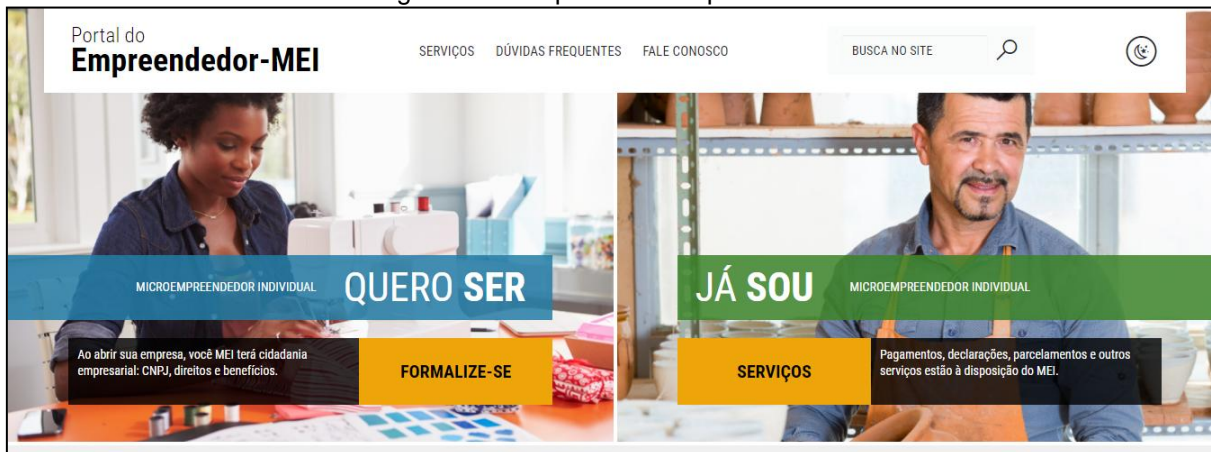 Portal do
Empreendedor-MEI
SERVIÇOS DÚVIDAS FREQUENTES FALE CONOSCO
BUSCA NO SITE
MICROEMPREENDEDOR INDIVIDUAL QUERO SER
Ao abrir sua empresa, você MEI terá cidadania
empresarial: CNPJ, direitos e benefícios.
FORMALIZE-SE
JÁ SOU MICROEMPREENDEDOR INDIVIDUAL
SERVIÇOS
Pagamentos, declarações, parcelamentos e outros
serviços estão à disposição do MEI.